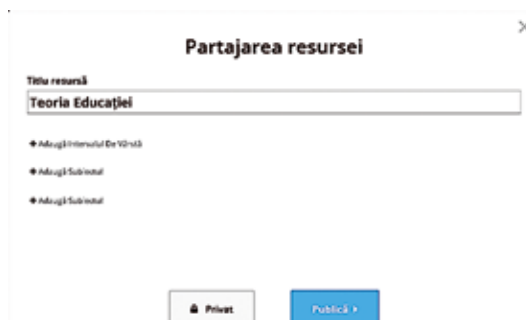 Partajarea resursei
Titlu resursă
Teoria Educației
Adaugă Intervalul De Vârstă
Adaugă Subiectul
Adaugă Subiectul
Privat
Publică